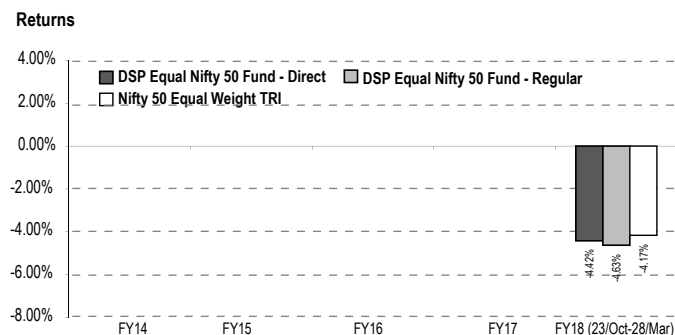 Returns
4.00%
DSP Equal Nifty 50 Fund - Direct DSP Equal Nifty 50 Fund - Regular
Nifty 50 Equal Weight TRI
2.00%
0.00%
-2.00%
-4.00%
-4.42% -4.63% -4.17%
-6.00%
-8.00%
FY14 FY15 FY16 FY17 FY18 (23/Oct-28/Mar)